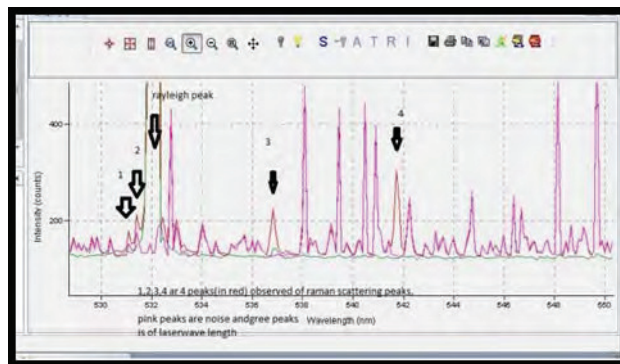 S A T R I
rayleigh peak
400
4
2
3
1
200
Intensity (counts)
1,2,3,4 ar 4 peaks(in red) observed of raman scattering peaks.
530 532 534 536 538 540 542 544 546 548 550
pink peaks are noise andgree peaks
Wavelength (nm)
is of laserwave length